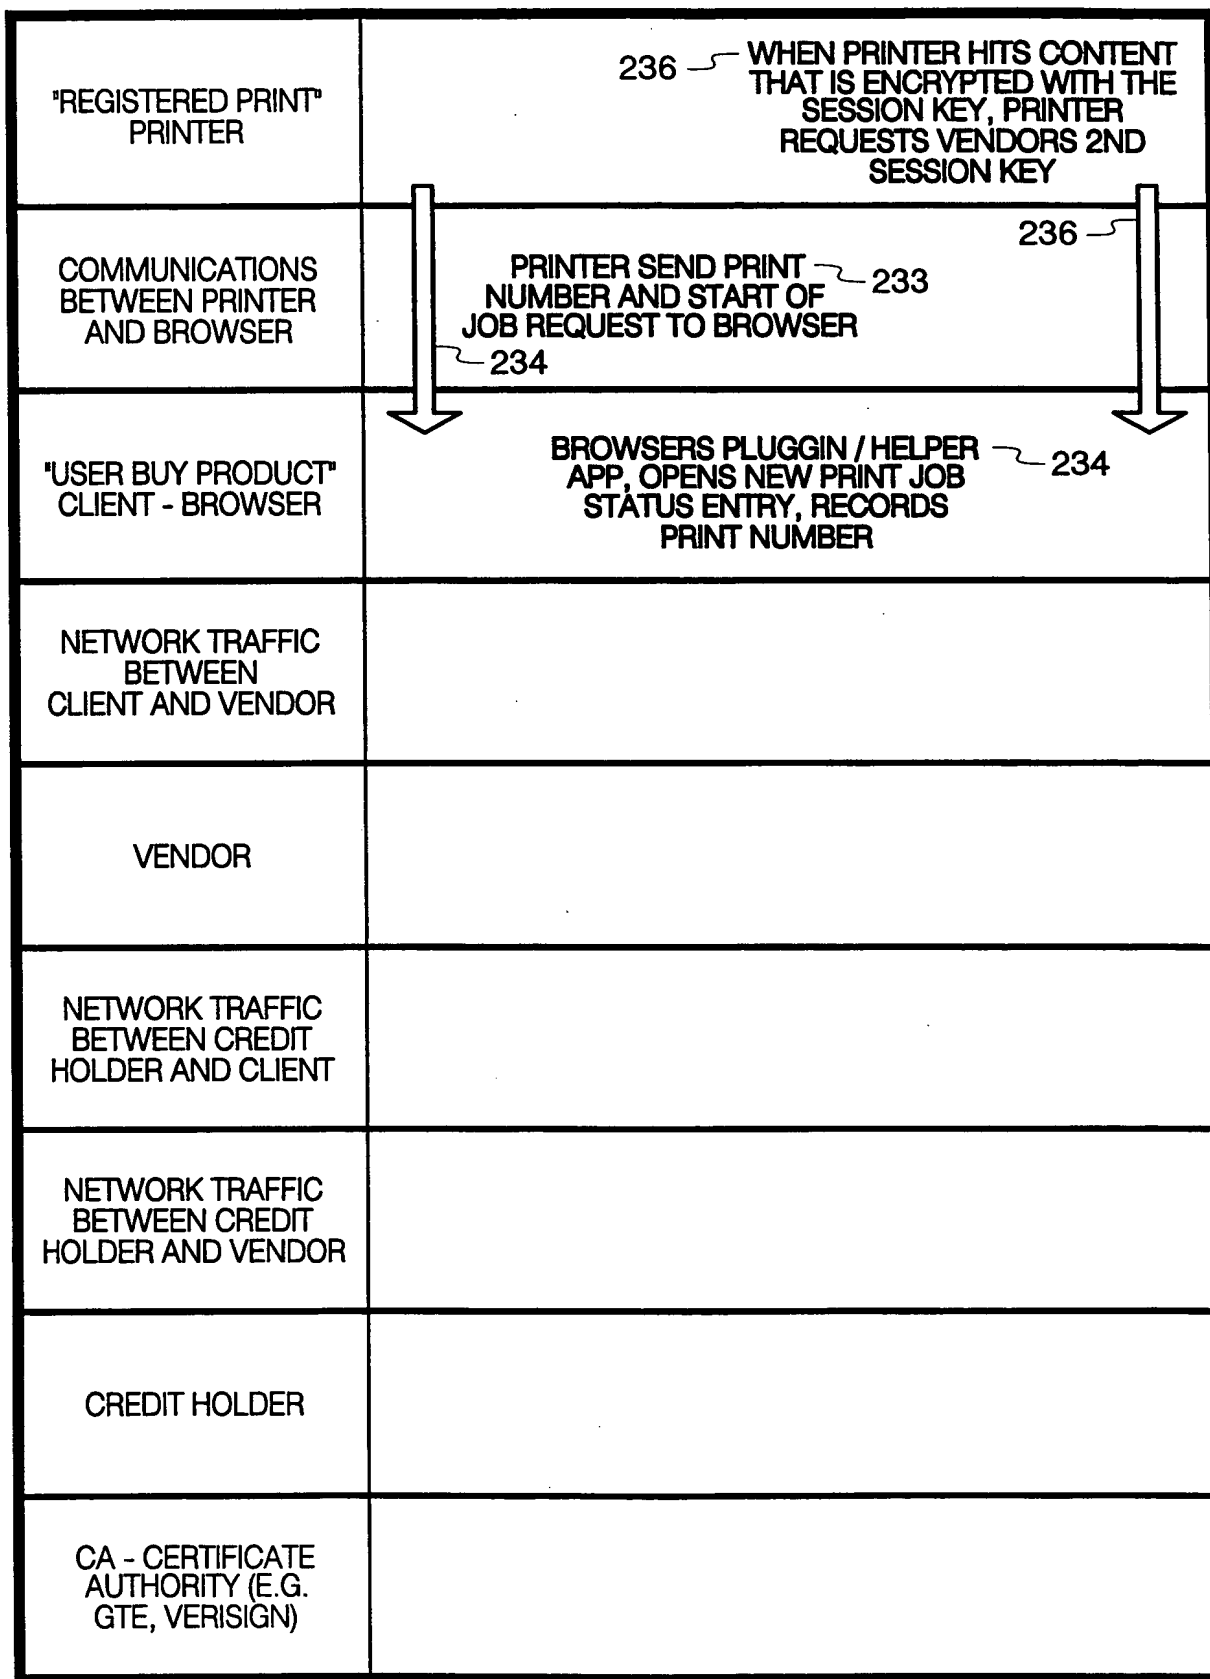 "REGISTERED PRINT"
PRINTER
236
WHEN PRINTER HITS CONTENT
THAT IS ENCRYPTED WITH THE
SESSION KEY, PRINTER
REQUESTS VENDORS 2ND
SESSION KEY
COMMUNICATIONS
BETWEEN PRINTER
AND BROWSER
PRINTER SEND PRINT
NUMBER AND START OF
JOB REQUEST TO BROWSER
233
234
236
"USER BUY PRODUCT"
CLIENT - BROWSER
BROWSERS PLUGGIN / HELPER
APP, OPENS NEW PRINT JOB
STATUS ENTRY, RECORDS
PRINT NUMBER
234
NETWORK TRAFFIC
BETWEEN
CLIENT AND VENDOR
VENDOR
NETWORK TRAFFIC
BETWEEN CREDIT
HOLDER AND CLIENT
NETWORK TRAFFIC
BETWEEN CREDIT
HOLDER AND VENDOR
CREDIT HOLDER
CA - CERTIFICATE
AUTHORITY (E.G.
GTE, VERISIGN)